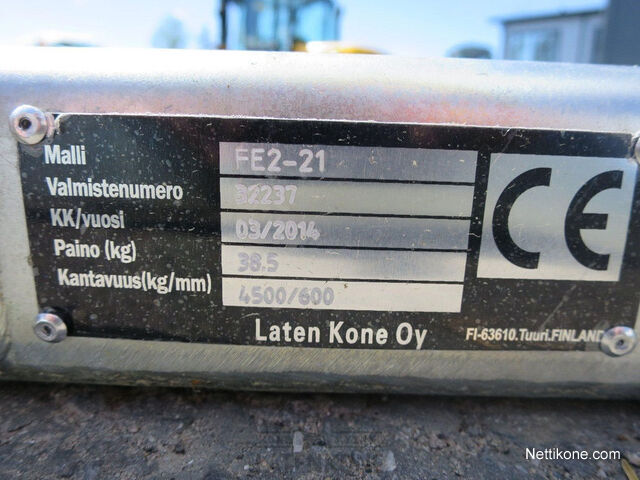 Malli FE2-21
Valmistenumero 32237
KK/vuosi 03/2014
Paino (kg) 38.5
Kantavuus(kg/mm) 4500/600
CE
Laten Kone Oy FI-63610.Tuuri.FINLAND
Nettikone.com